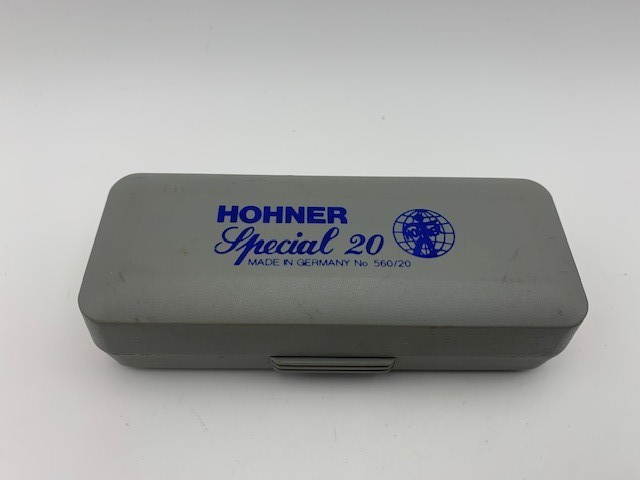 HOHNER
Special 20
MADE IN GERMANY No. 560/20